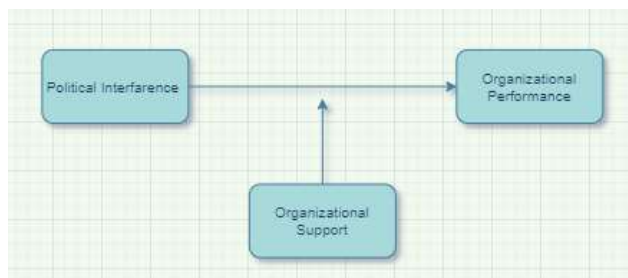 Political Interfarence
Organizational
Performance
Organizational
Support